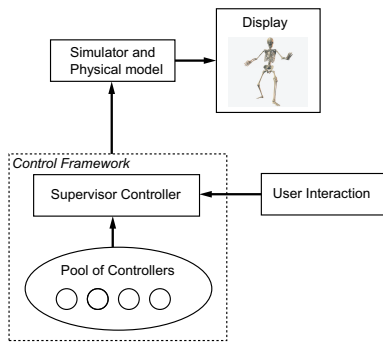 Display
Simulator and
Physical model
Control Framework
Supervisor Controller
User Interaction
Pool of Controllers